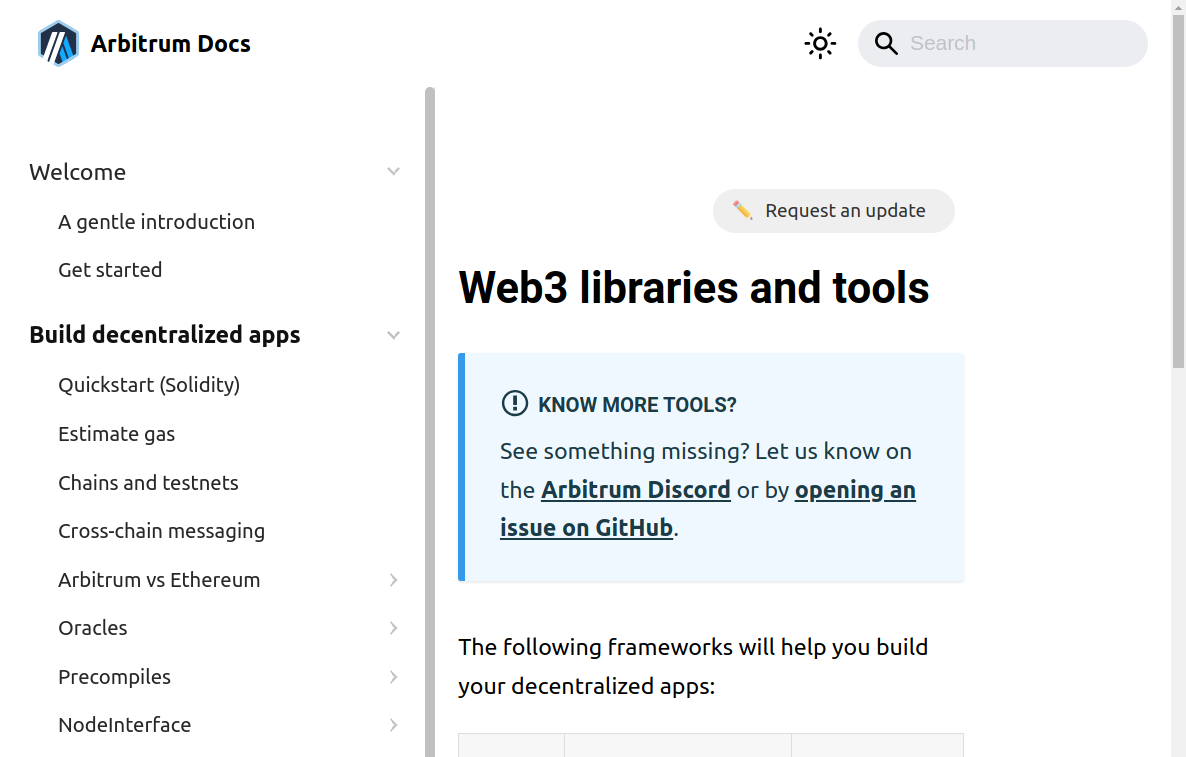 Arbitrum Docs
Search
Welcome
A gentle introduction
Get started
Build decentralized apps
Quickstart (Solidity)
Estimate gas
Chains and testnets
Cross-chain messaging
Arbitrum vs Ethereum
Oracles
Precompiles
NodeInterface
Request an update
Web3 libraries and tools
KNOW MORE TOOLS?
See something missing? Let us know on
the Arbitrum Discord or by opening an
issue on GitHub.
The following frameworks will help you build
your decentralized apps: